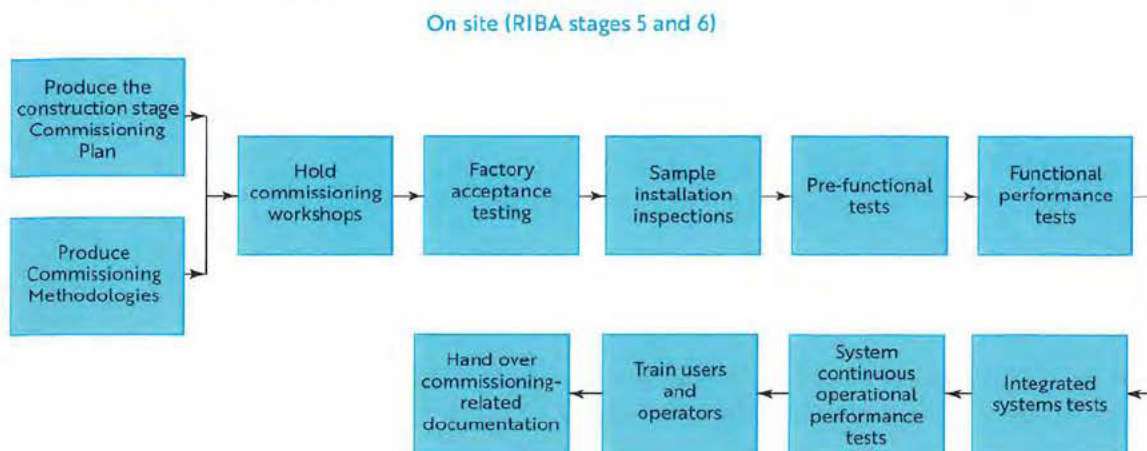 On site (RIBA stages 5 and 6)
Produce the
construction stage
Commissioning
Plan
Produce
Commissioning
Methodologies
Hold
commissioning
workshops
Factory
acceptance
testing
Sample
installation
inspections
Pre-functional
tests
Functional
performance
tests
Integrated
systems tests
System
continuous
operational
performance
tests
Train users
and
operators
Hand over
commissioning-
related
documentation